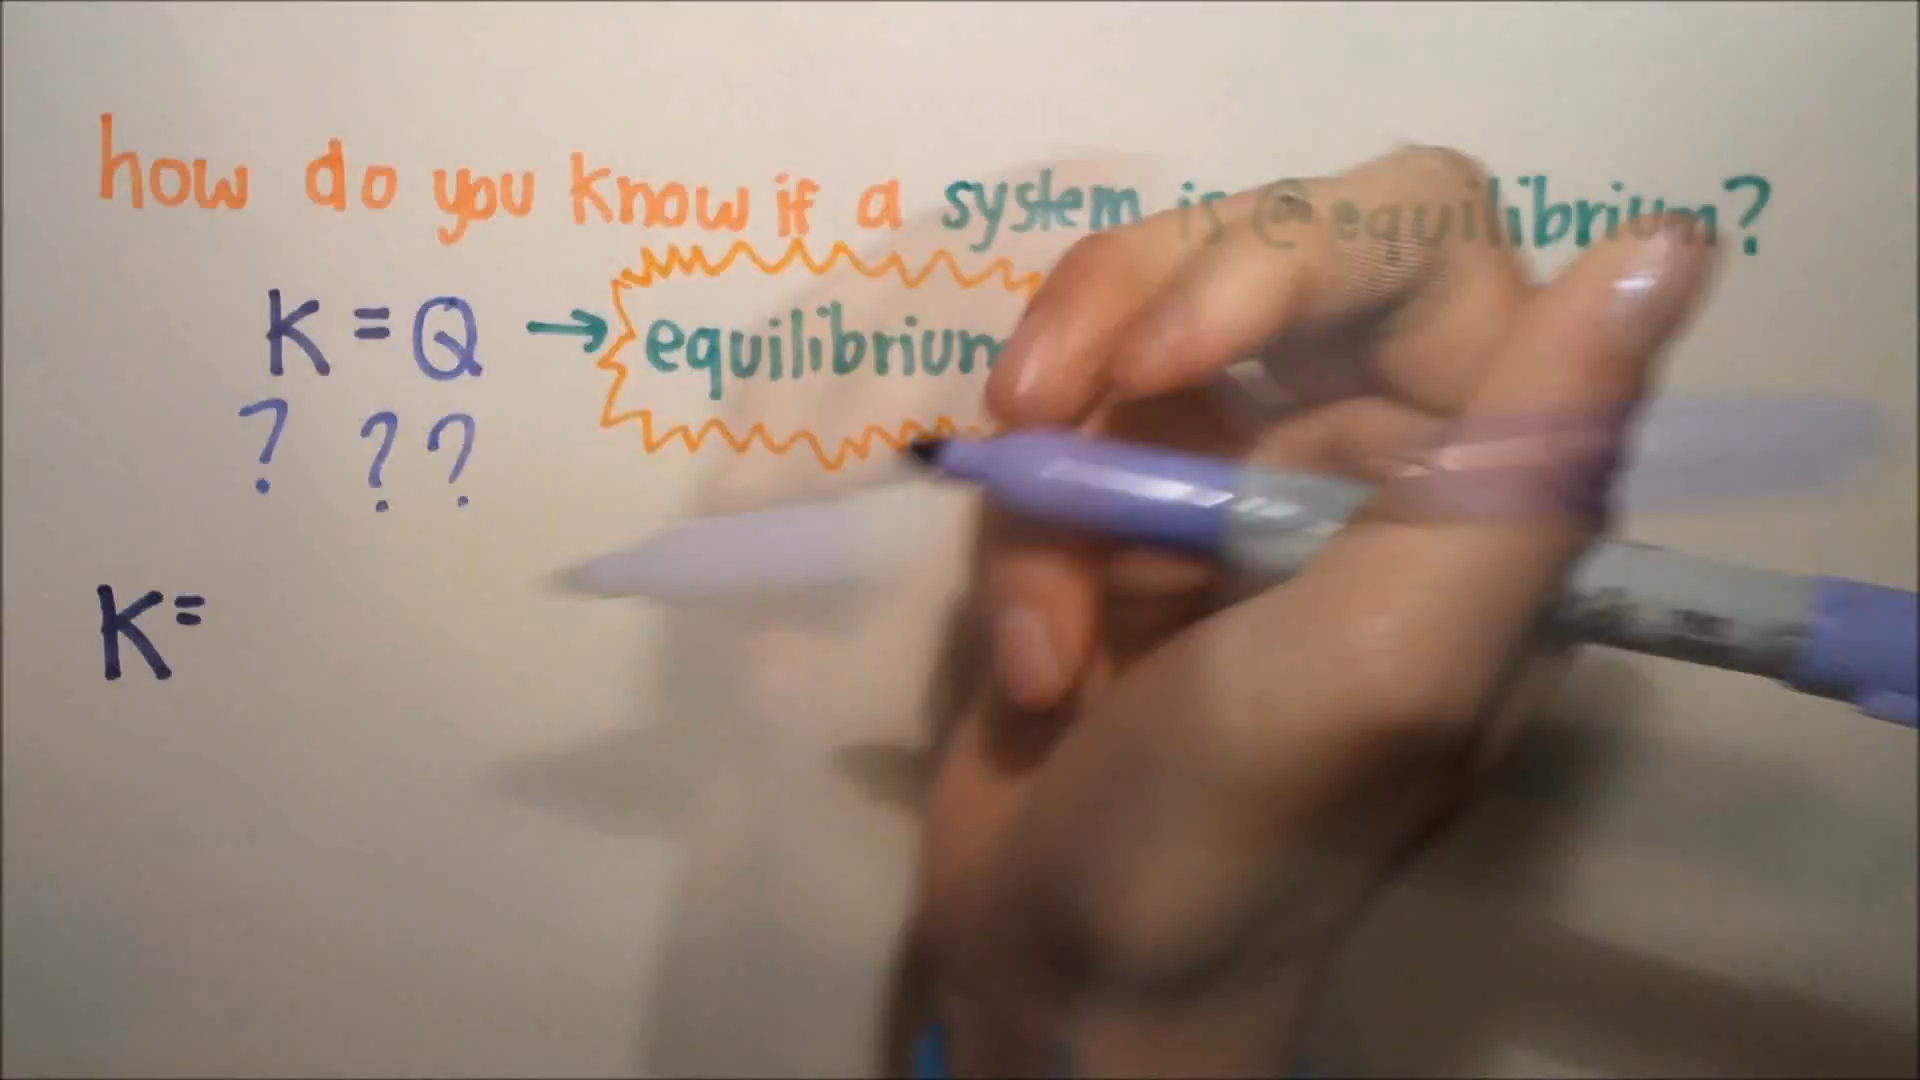 how do you know if a system is @ equilibrium?
K = Q → equilibrium
? ? ?
K =